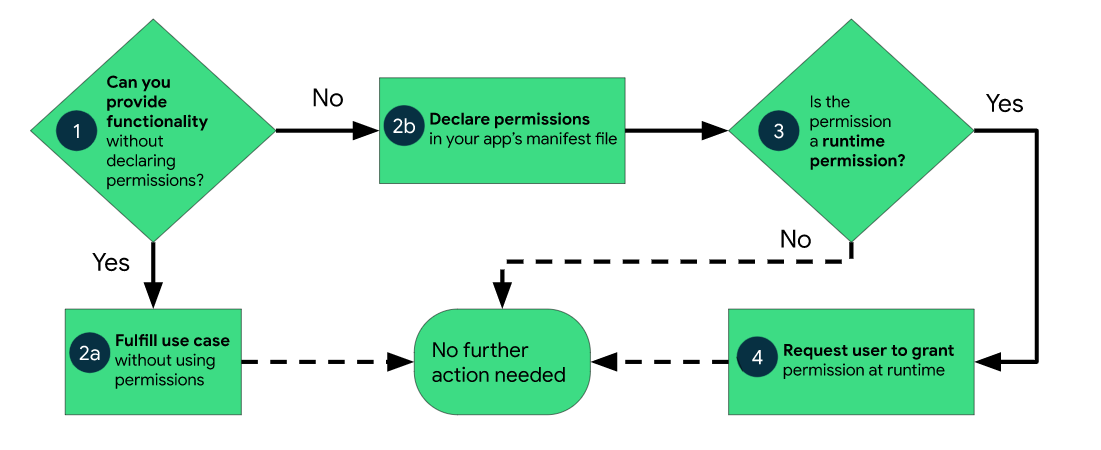 1
Can you
provide
functionality
without
declaring
permissions?
No
2b
Declare permissions
in your app's manifest file
3
Is the
permission
a runtime
permission?
Yes
Yes
No
2a
Fulfill use case
without using
permissions
No further
action needed
4
Request user to grant
permission at runtime